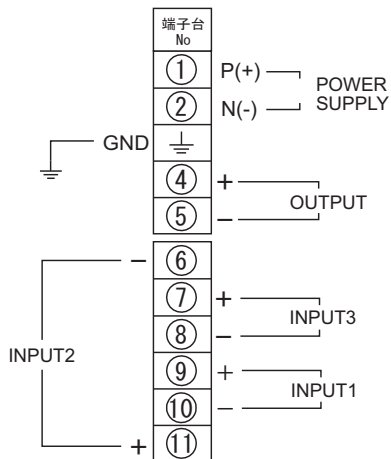 端子台
No
① P(+)
POWER
SUPPLY
② N(-)
GND
④ +
OUTPUT
⑤ −
− ⑥
⑦ +
INPUT3
⑧ −
INPUT2
⑨ +
INPUT1
⑩ −
+ ⑪